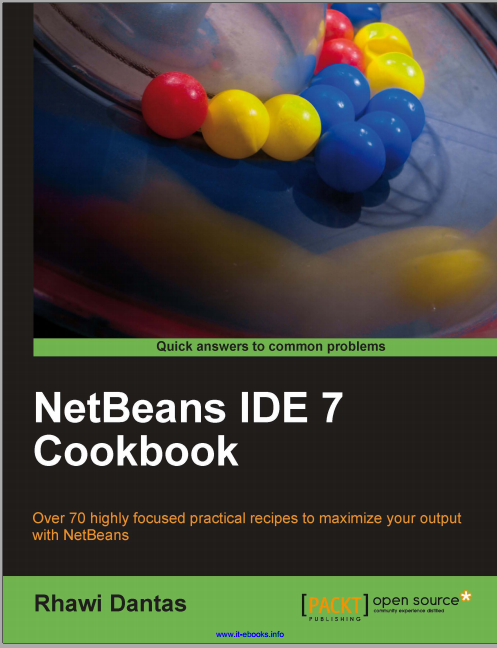 Quick answers to common problems
NetBeans IDE 7
Cookbook
Over 70 highly focused practical recipes to maximize your output
with NetBeans
Rhawi Dantas
[PACKT] open source*
PUBLISHING
community experience distilled
www.it-ebooks.info